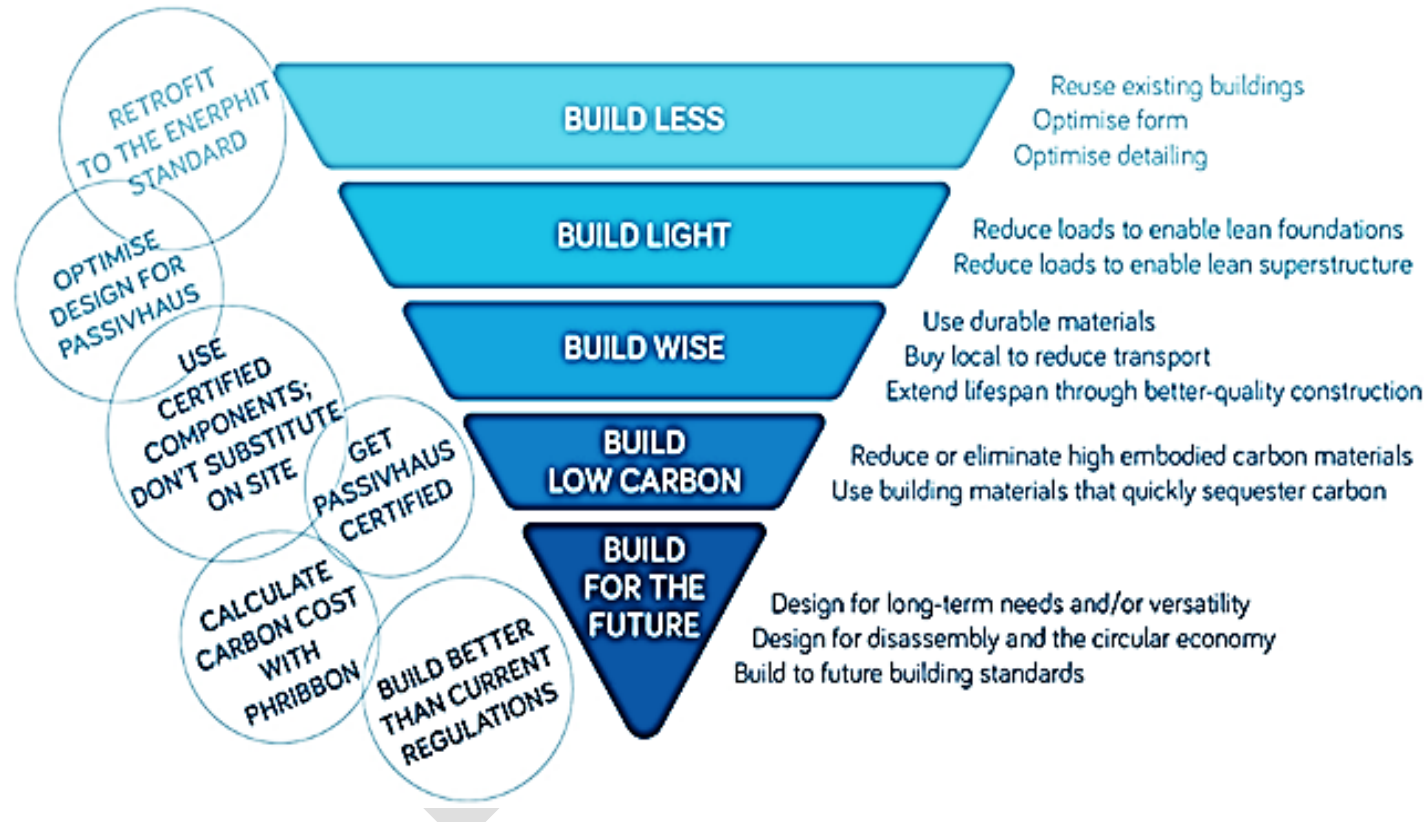 RETROFIT
TO THE ENERPHIT
STANDARD
OPTIMISE
DESIGN FOR
PASSIVHAUS
USE
CERTIFIED
COMPONENTS;
DON'T SUBSTITUTE
ON SITE
GET
PASSIVHAUS
CERTIFIED
CALCULATE
CARBON COST
WITH
PHRIBBON
BUILD BETTER
THAN CURRENT
REGULATIONS
BUILD LESS
Reuse existing buildings
Optimise form
Optimise detailing
BUILD LIGHT
Reduce loads to enable lean foundations
Reduce loads to enable lean superstructure
BUILD WISE
Use durable materials
Buy local to reduce transport
Extend lifespan through better-quality construction
BUILD
LOW CARBON
Reduce or eliminate high embodied carbon materials
Use building materials that quickly sequester carbon
BUILD
FOR THE
FUTURE
Design for long-term needs and/or versatility
Design for disassembly and the circular economy
Build to future building standards